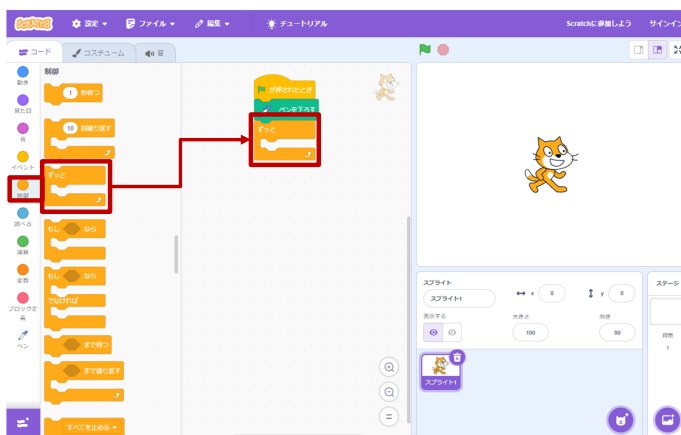 SCRATCH 設定 ファイル 編集 チュートリアル Scratchに参加しよう サインイン
コード コスチューム 音
動き
見た目
音
イベント
制御
調べる
演算
変数
ブロック定義
ペン
制御
1 秒待つ
10 回繰り返す
ずっと
もし なら
もし なら
でなければ
まで待つ
まで繰り返す
すべてを止める
が押されたとき
ペンを下ろす
ずっと
スプライト
スプライト1
x 0
y 0
表示する
大きさ
100
向き
90
スプライト1
ステージ
背景
1